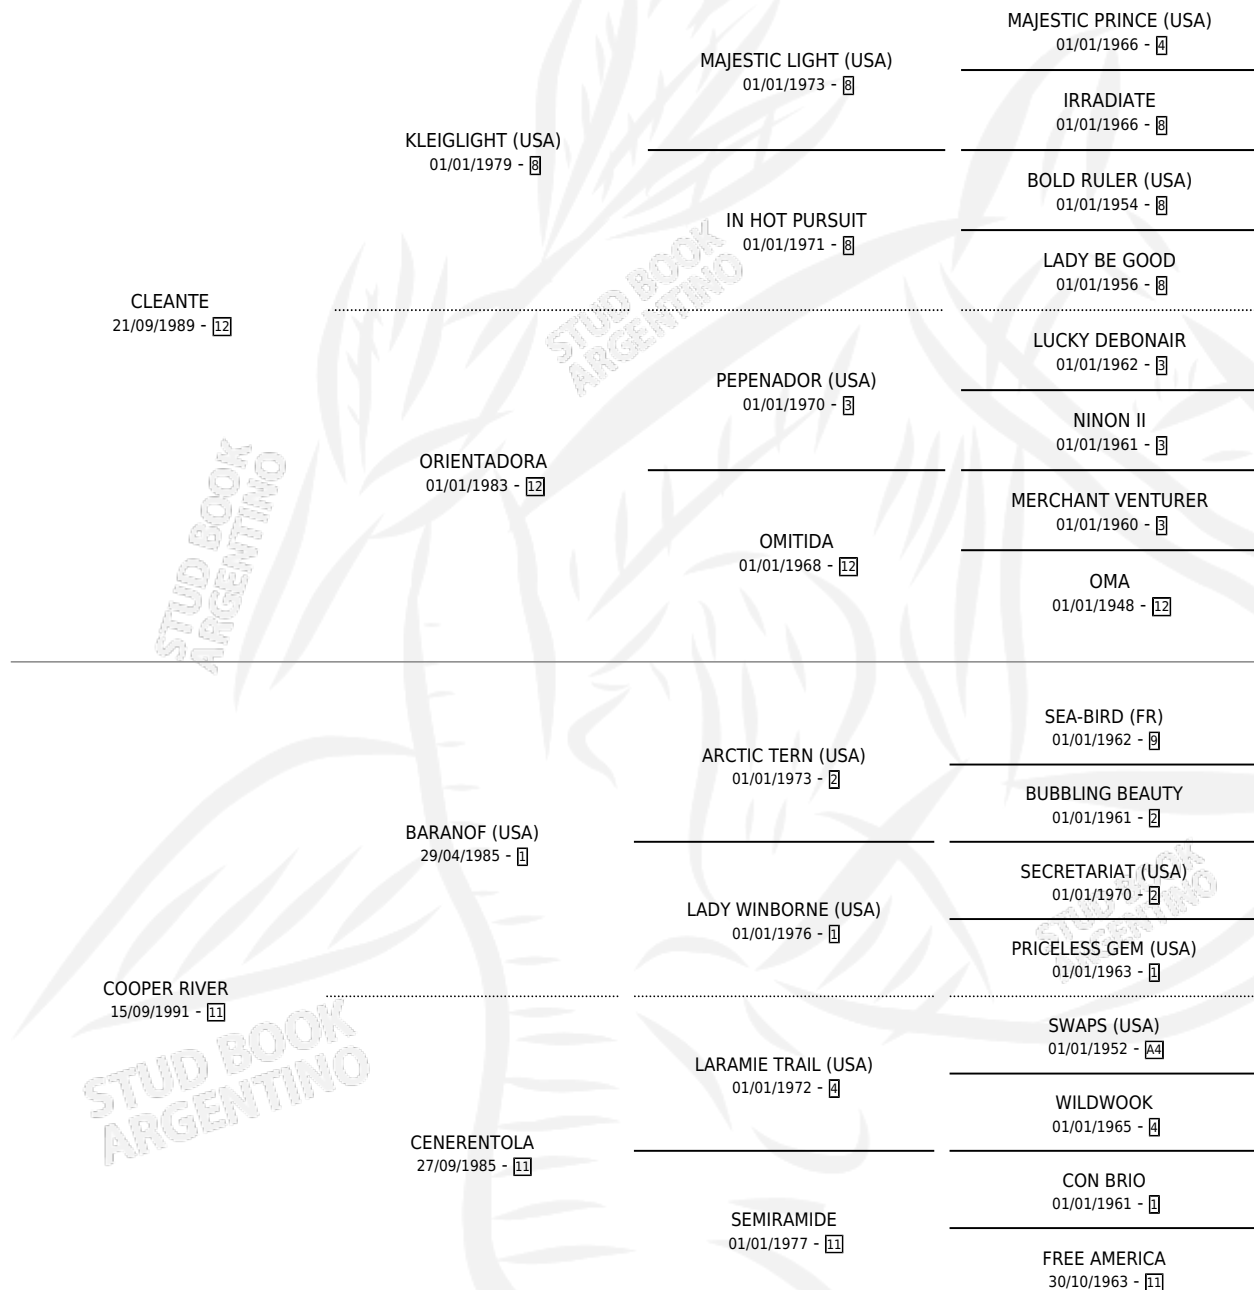 MAJESTIC PRINCE (USA)
01/01/1966 - 4
MAJESTIC LIGHT (USA)
01/01/1973 - 8
IRRADIATE
01/01/1966 - 8
KLEIGLIGHT (USA)
01/01/1979 - 8
BOLD RULER (USA)
01/01/1954 - 8
IN HOT PURSUIT
01/01/1971 - 8
LADY BE GOOD
01/01/1956 - 8
CLEANTE
21/09/1989 - 12
LUCKY DEBONAIR
01/01/1962 - 3
PEPENADOR (USA)
01/01/1970 - 3
NINON II
01/01/1961 - 3
ORIENTADORA
01/01/1983 - 12
MERCHANT VENTURER
01/01/1960 - 3
OMITIDA
01/01/1968 - 12
OMA
01/01/1948 - 12
SEA-BIRD (FR)
01/01/1962 - 9
ARCTIC TERN (USA)
01/01/1973 - 2
BUBBLING BEAUTY
01/01/1961 - 2
BARANOF (USA)
29/04/1985 - 1
SECRETARIAT (USA)
01/01/1970 - 2
LADY WINBORNE (USA)
01/01/1976 - 1
PRICELESS GEM (USA)
01/01/1963 - 1
COOPER RIVER
15/09/1991 - 11
SWAPS (USA)
01/01/1952 - A4
LARAMIE TRAIL (USA)
01/01/1972 - 4
WILDWOOK
01/01/1965 - 4
CENERENTOLA
27/09/1985 - 11
CON BRIO
01/01/1961 - 1
SEMIRAMIDE
01/01/1977 - 11
FREE AMERICA
30/10/1963 - 11
STUD BOOK
ARGENTINO
STUD BOOK
ARGENTINO
STUD BOOK
ARGENTINO
STUD BOOK
ARGENTINO